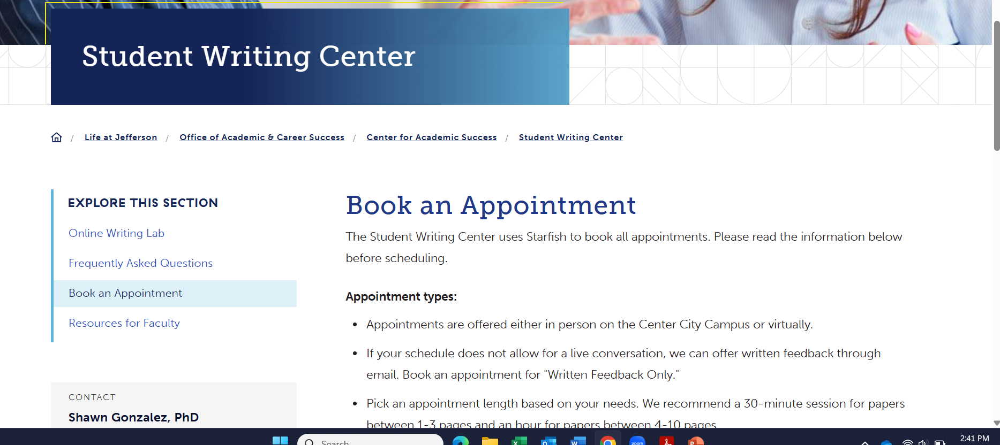 Student Writing Center
/ Life at Jefferson / Office of Academic & Career Success / Center for Academic Success / Student Writing Center
EXPLORE THIS SECTION
Online Writing Lab
Frequently Asked Questions
Book an Appointment
Resources for Faculty
CONTACT
Shawn Gonzalez, PhD
Book an Appointment
The Student Writing Center uses Starfish to book all appointments. Please read the information below
before scheduling.
Appointment types:
• Appointments are offered either in person on the Center City Campus or virtually.
• If your schedule does not allow for a live conversation, we can offer written feedback through
email. Book an appointment for "Written Feedback Only."
• Pick an appointment length based on your needs. We recommend a 30-minute session for papers
between 1-3 pages and an hour for papers between 4-10 pages
Search
zoom
2:41 PM